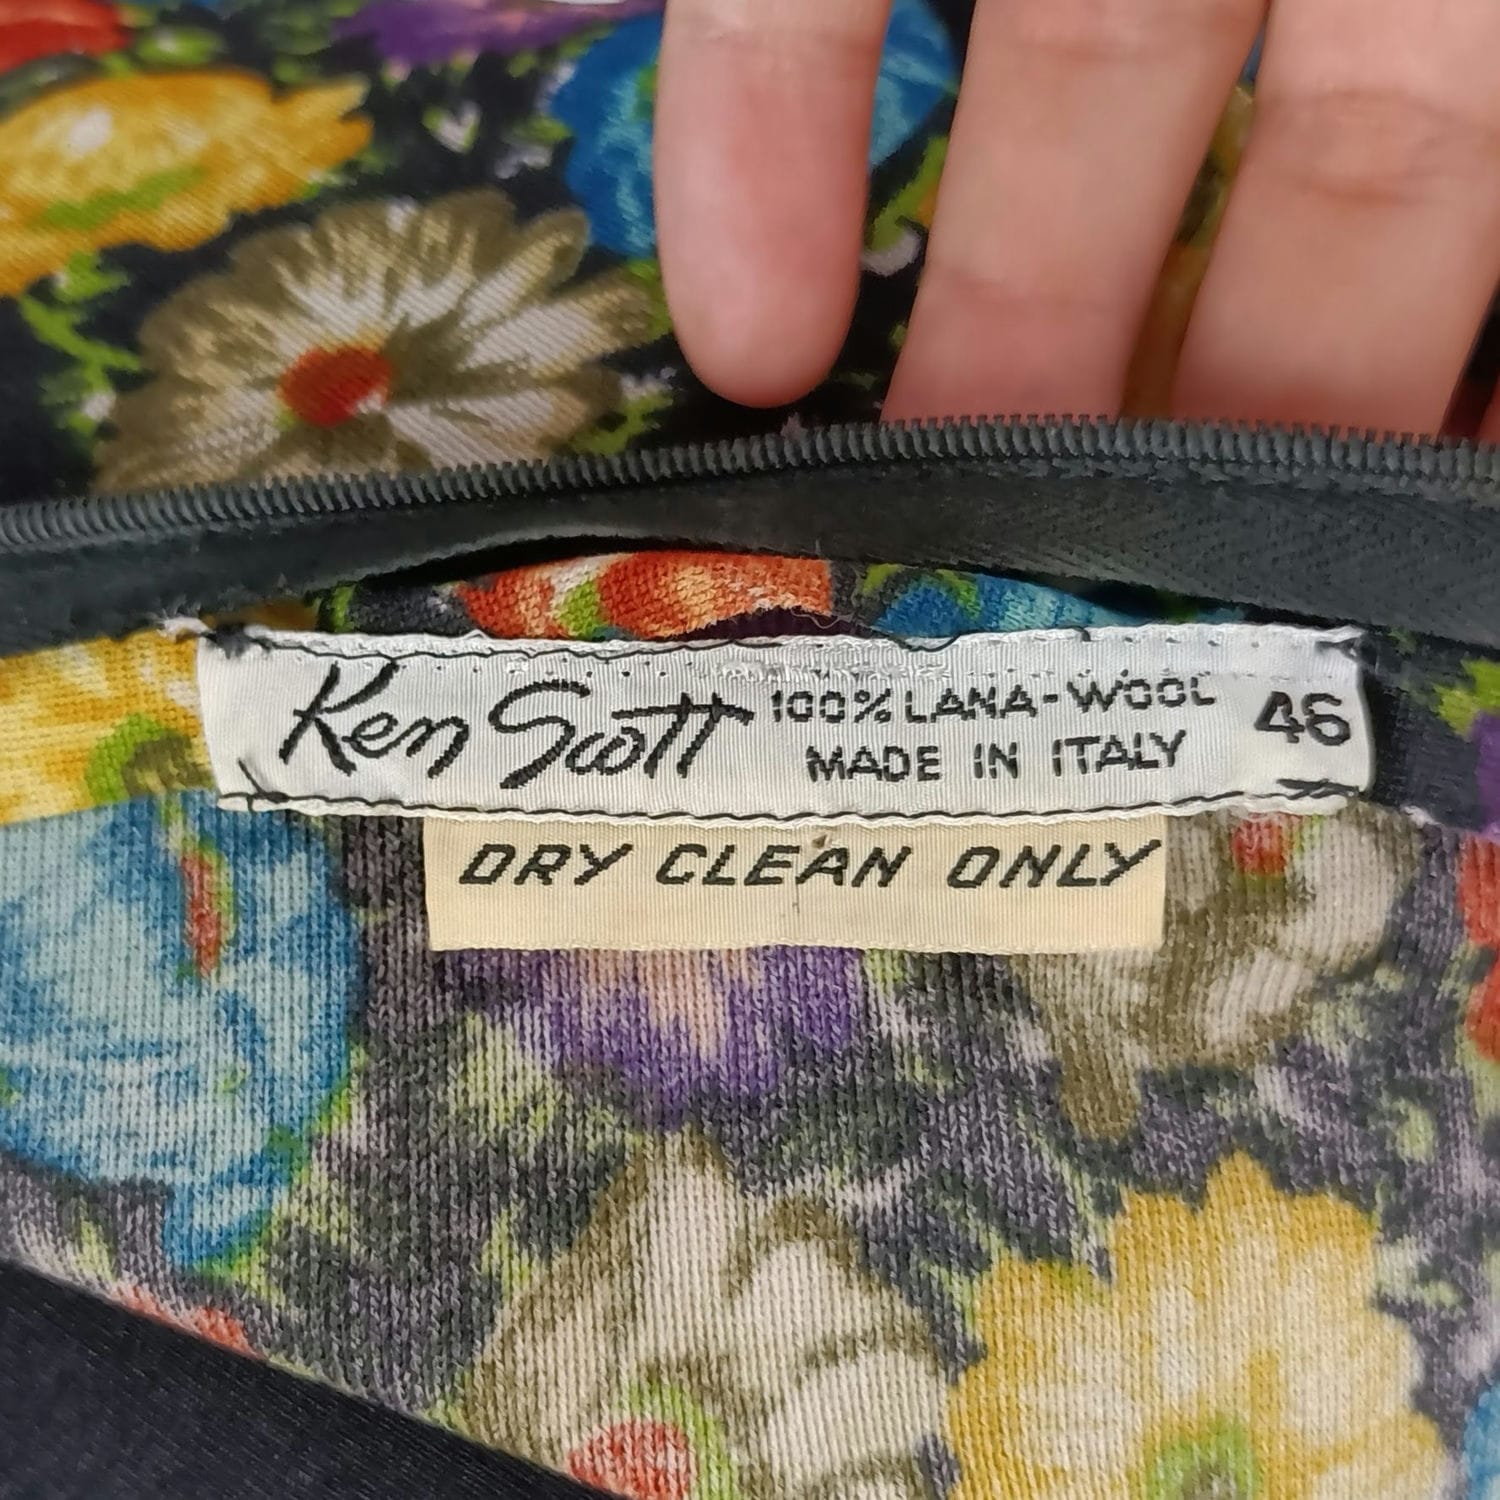 Ken Scott
100% LANA-WOOL
MADE IN ITALY
46
DRY CLEAN ONLY